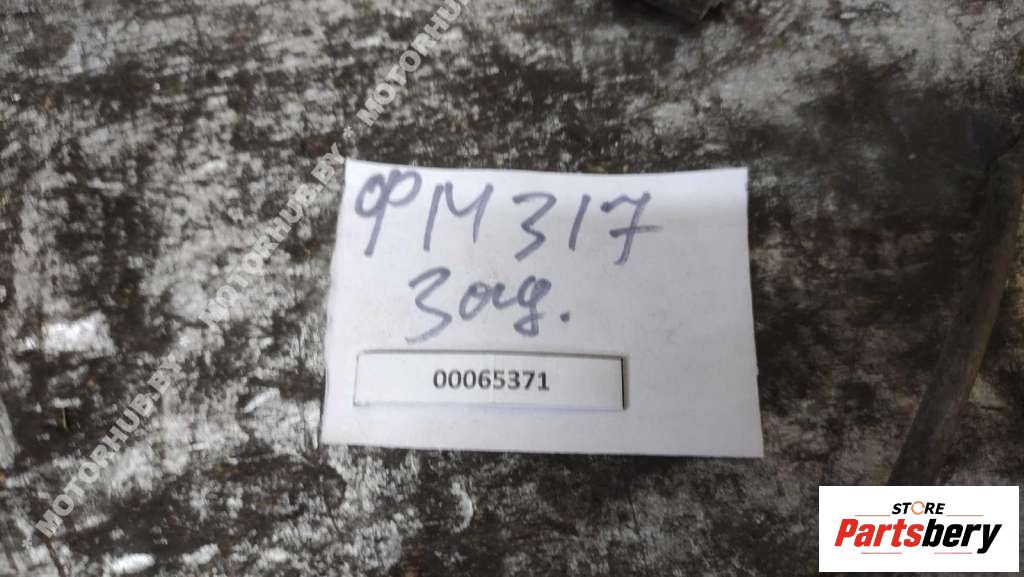 ФМ 317
Зад.
00065371
MOTORHUB.BY * MOTORHUB.BY * MOTORHUB.BY
STORE
Partsbery